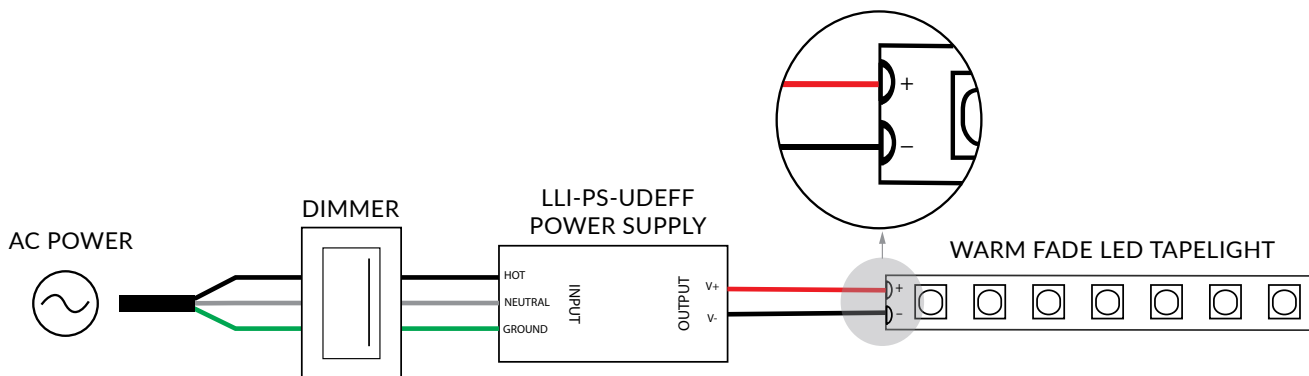 AC POWER
DIMMER
LLI-PS-UDEFF
POWER SUPPLY
HOT
NEUTRAL
GROUND
INPUT
OUTPUT
V+
V-
+
–
WARM FADE LED TAPELIGHT
+
–